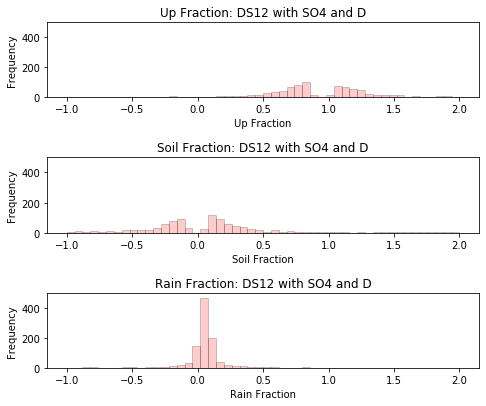 Up Fraction: DS12 with SO4 and D
Frequency
400
200
0
−1.0 −0.5 0.0 0.5 1.0 1.5 2.0
Up Fraction
Soil Fraction: DS12 with SO4 and D
Frequency
400
200
0
−1.0 −0.5 0.0 0.5 1.0 1.5 2.0
Soil Fraction
Rain Fraction: DS12 with SO4 and D
Frequency
400
200
0
−1.0 −0.5 0.0 0.5 1.0 1.5 2.0
Rain Fraction